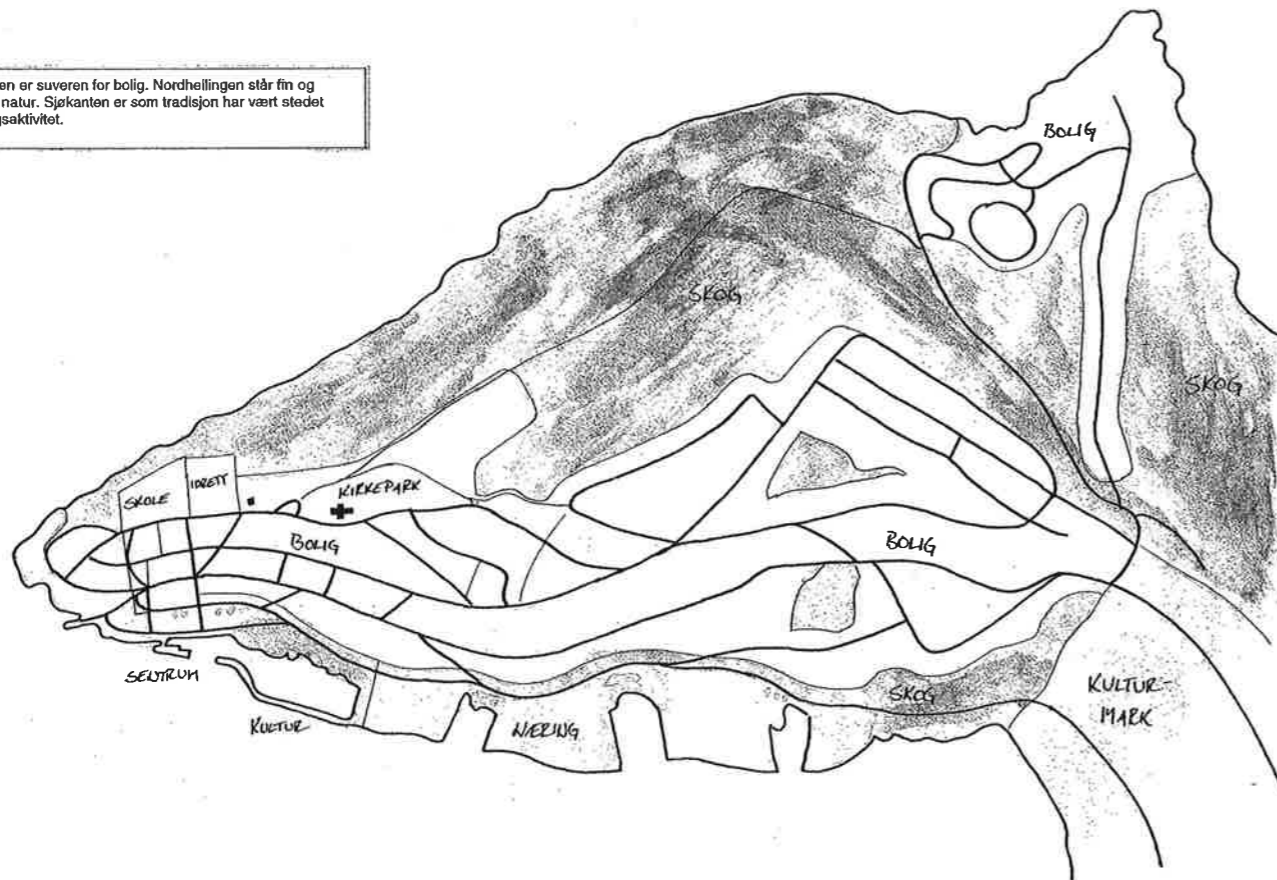 en er suveren for bolig. Nordhellingen står fin og
natur. Sjøkanten er som tradisjon har vært stedet
gsaktivitet.
BOLIG
SKOG
SKOG
SKOLE
IDRETT
KIRKEPARK
BOLIG
BOLIG
SENTRUM
KULTUR
NÆRING
SKOG
KULTUR-
MARK